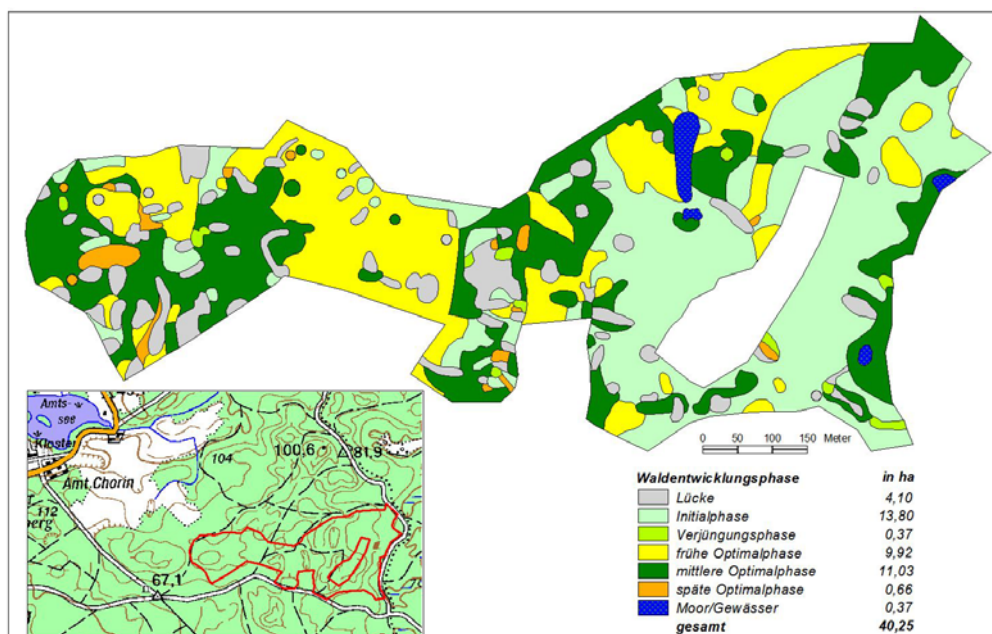 0 50 100 150 Meter
Waldentwicklungsphase in ha
Lücke 4,10
Initialphase 13,80
Verjüngungsphase 0,37
frühe Optimalphase 9,92
mittlere Optimalphase 11,03
späte Optimalphase 0,66
Moor/Gewässer 0,37
gesamt 40,25
Amts-
see
Kloster
Amt Chorin
112
berg
104
100,6
81,9
67,1